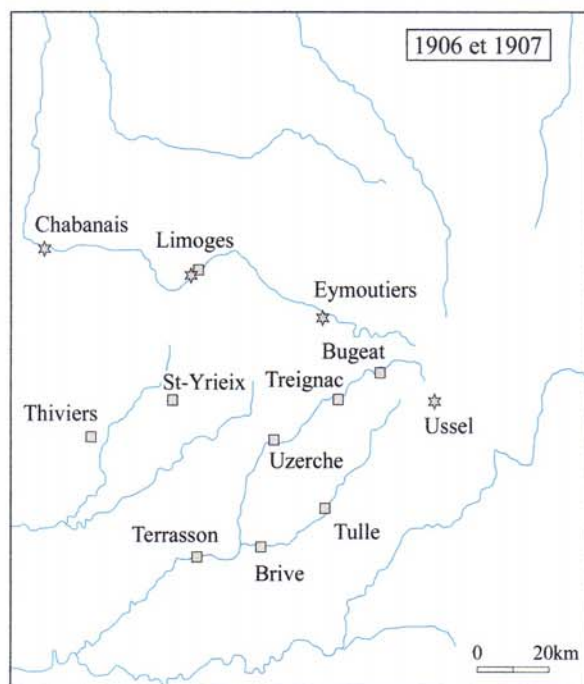 1906 et 1907
Chabanais
Limoges
Eymoutiers
Bugeat
St-Yrieix
Treignac
Thiviers
Ussel
Uzerche
Terrasson
Tulle
Brive
0 20km